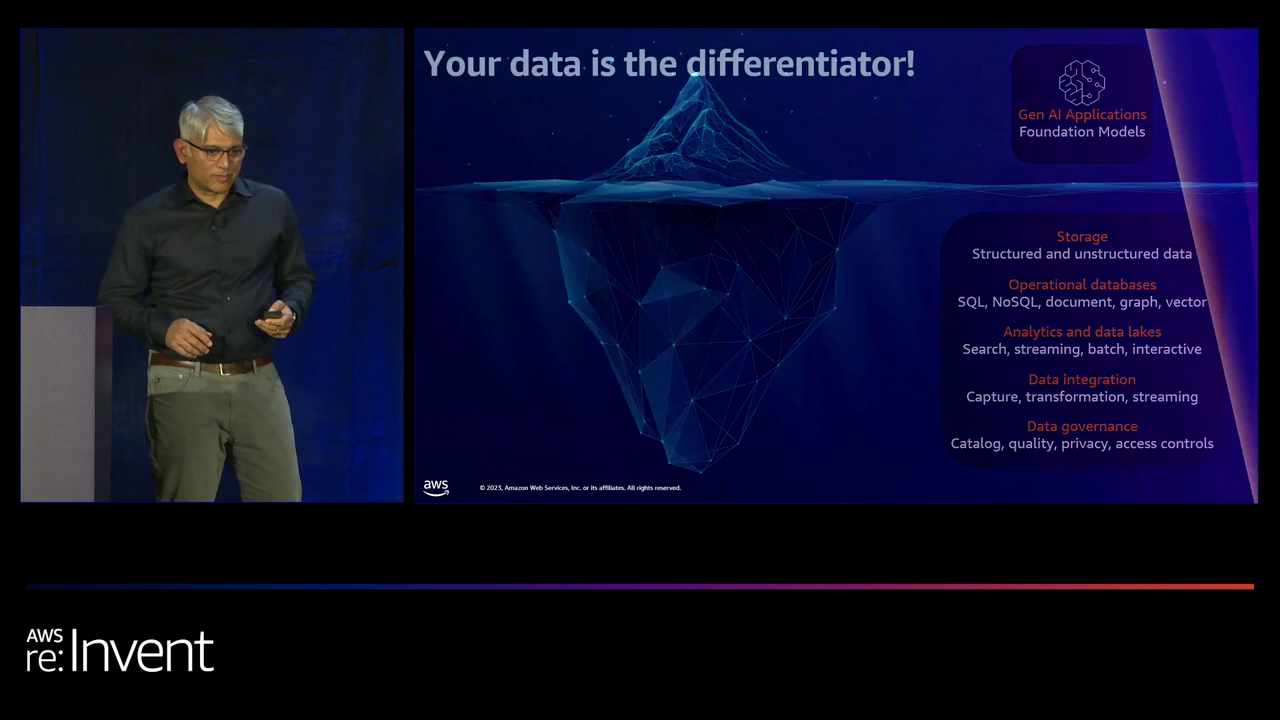 Your data is the differentiator!
Gen AI Applications
Foundation Models
Storage
Structured and unstructured data
Operational databases
SQL, NoSQL, document, graph, vector
Analytics and data lakes
Search, streaming, batch, interactive
Data integration
Capture, transformation, streaming
Data governance
Catalog, quality, privacy, access controls
aws
© 2023, Amazon Web Services, Inc. or its affiliates. All rights reserved.
AWS
re:Invent